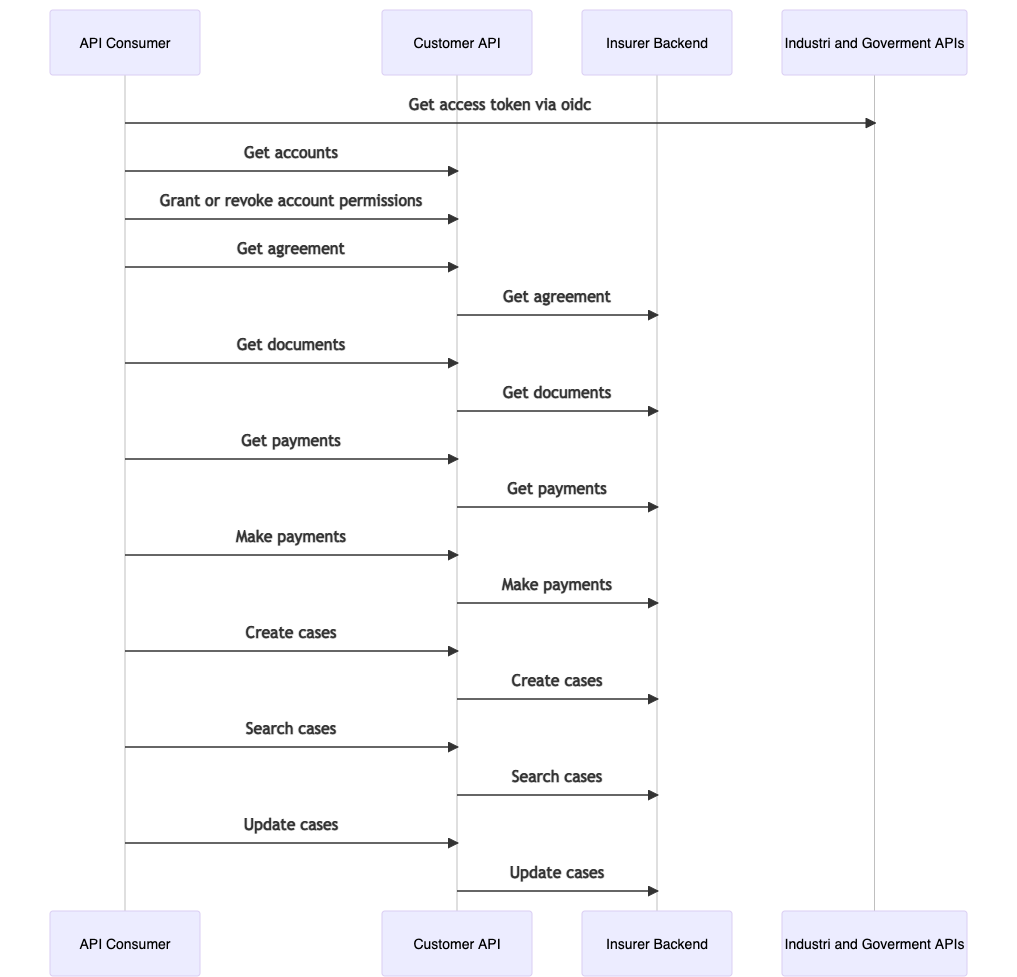 API Consumer
Customer API
Insurer Backend
Industri and Goverment APIs
Get access token via oidc
Get accounts
Grant or revoke account permissions
Get agreement
Get agreement
Get documents
Get documents
Get payments
Get payments
Make payments
Make payments
Create cases
Create cases
Search cases
Search cases
Update cases
Update cases
API Consumer
Customer API
Insurer Backend
Industri and Goverment APIs